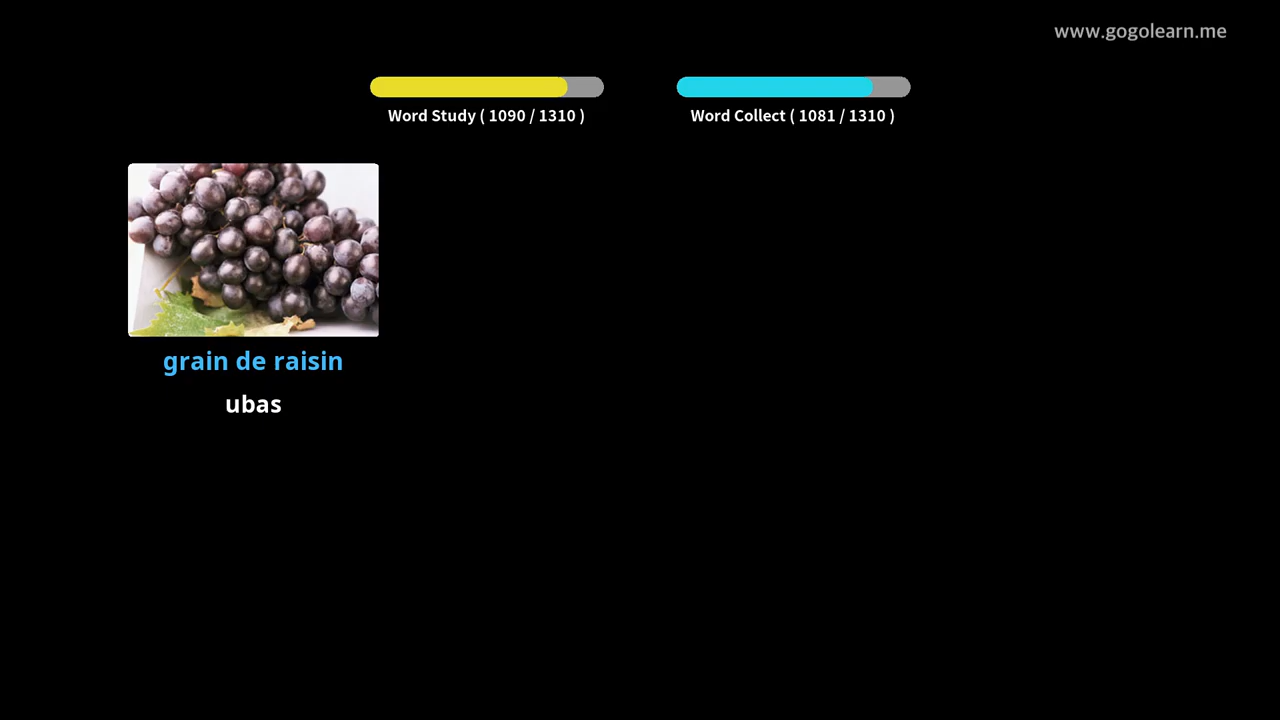 www.gogolearn.me
Word Study ( 1090 / 1310 )
Word Collect ( 1081 / 1310 )
grain de raisin
ubas